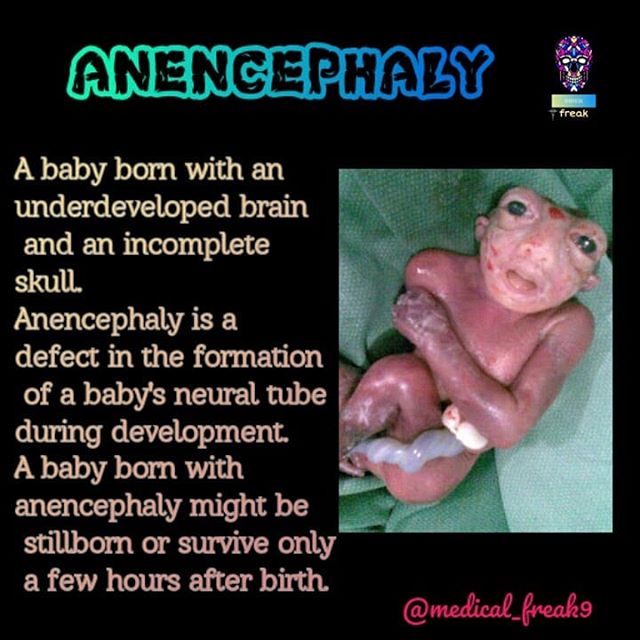 ANENCEPHALY
freak
A baby born with an
underdeveloped brain
and an incomplete
skull.
Anencephaly is a
defect in the formation
of a baby's neural tube
during development.
A baby born with
anencephaly might be
stillborn or survive only
a few hours after birth.
@medical_freak9